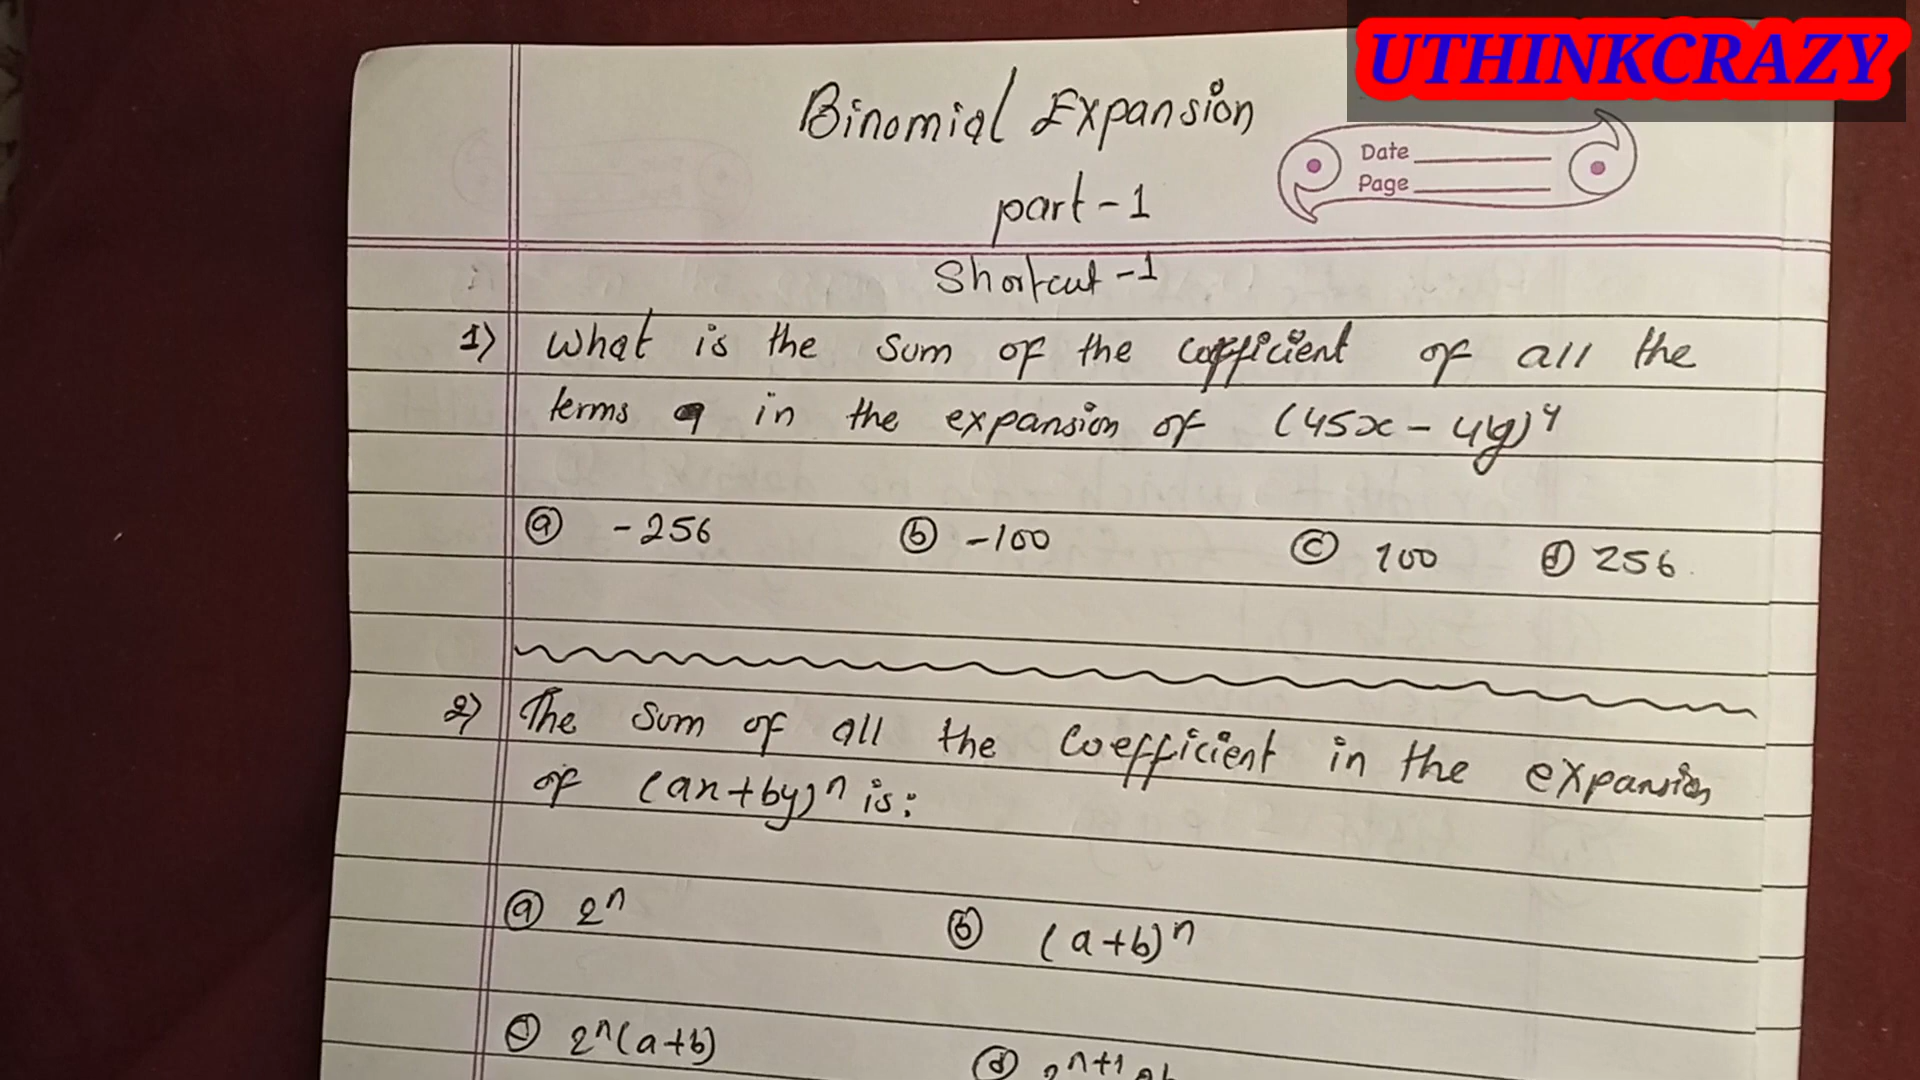 UTHINKCRAZY
Binomial Expansion
Date
Page
part-1
Shortcut-1
1) What is the sum of the cofficient of all the
terms in the expansion of (45x - 49)⁴
ⓐ -256 ⓑ -100 ⓒ 100 ⓓ 256
2) The sum of all the coefficient in the expansion
of (ax+by)ⁿ is:
ⓐ 2ⁿ ⓑ (a+b)ⁿ
ⓒ 2ⁿ(a+b) ⓓ